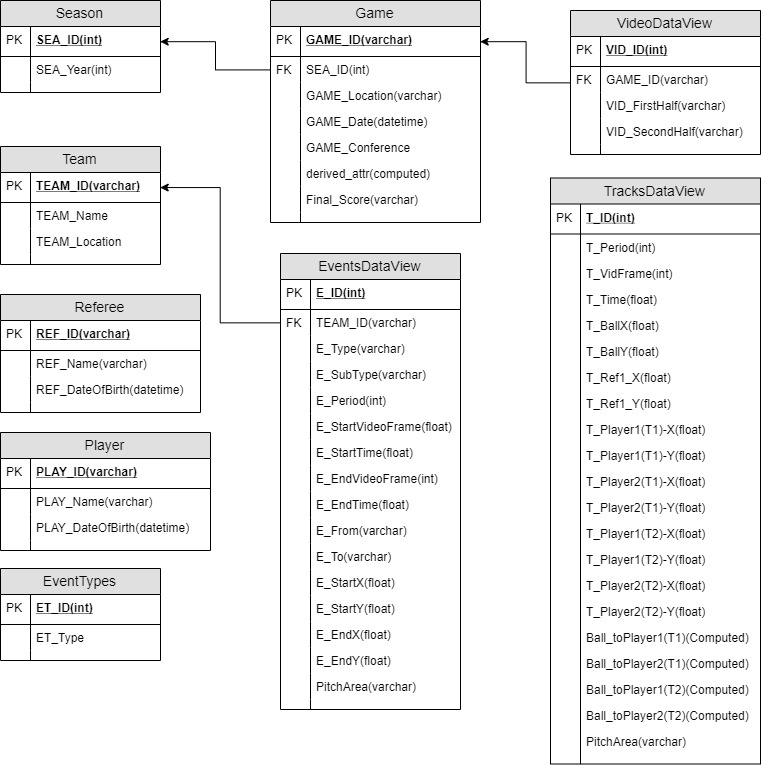 Season
PK SEA_ID(int)
SEA_Year(int)
Game
PK GAME_ID(varchar)
FK SEA_ID(int)
GAME_Location(varchar)
GAME_Date(datetime)
GAME_Conference
derived_attr(computed)
Final_Score(varchar)
VideoDataView
PK VID_ID(int)
FK GAME_ID(varchar)
VID_FirstHalf(varchar)
VID_SecondHalf(varchar)
Team
PK TEAM_ID(varchar)
TEAM_Name
TEAM_Location
Referee
PK REF_ID(varchar)
REF_Name(varchar)
REF_DateOfBirth(datetime)
Player
PK PLAY_ID(varchar)
PLAY_Name(varchar)
PLAY_DateOfBirth(datetime)
EventTypes
PK ET_ID(int)
ET_Type
EventsDataView
PK E_ID(int)
FK TEAM_ID(varchar)
E_Type(varchar)
E_SubType(varchar)
E_Period(int)
E_StartVideoFrame(float)
E_StartTime(float)
E_EndVideoFrame(int)
E_EndTime(float)
E_From(varchar)
E_To(varchar)
E_StartX(float)
E_StartY(float)
E_EndX(float)
E_EndY(float)
PitchArea(varchar)
TracksDataView
PK T_ID(int)
T_Period(int)
T_VidFrame(int)
T_Time(float)
T_BallX(float)
T_BallY(float)
T_Ref1_X(float)
T_Ref1_Y(float)
T_Player1(T1)-X(float)
T_Player1(T1)-Y(float)
T_Player2(T1)-X(float)
T_Player2(T1)-Y(float)
T_Player1(T2)-X(float)
T_Player1(T2)-Y(float)
T_Player2(T2)-X(float)
T_Player2(T2)-Y(float)
Ball_toPlayer1(T1)(Computed)
Ball_toPlayer2(T1)(Computed)
Ball_toPlayer1(T2)(Computed)
Ball_toPlayer2(T2)(Computed)
PitchArea(varchar)